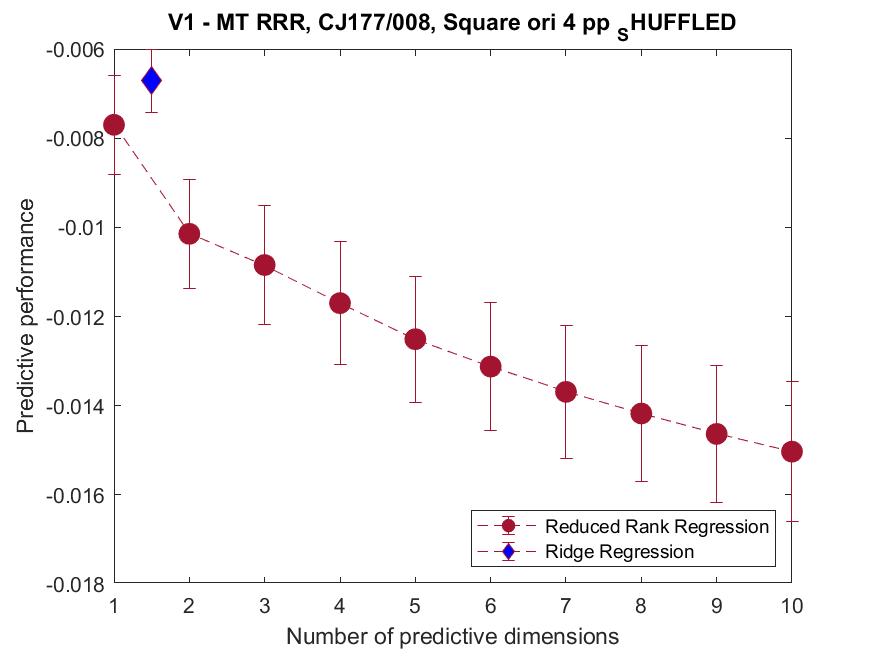 V1 - MT RRR, CJ177/008, Square ori 4 pp SHUFFLED
-0.006
-0.008
-0.01
-0.012
-0.014
-0.016
-0.018
Predictive performance
Reduced Rank Regression
Ridge Regression
1 2 3 4 5 6 7 8 9 10
Number of predictive dimensions